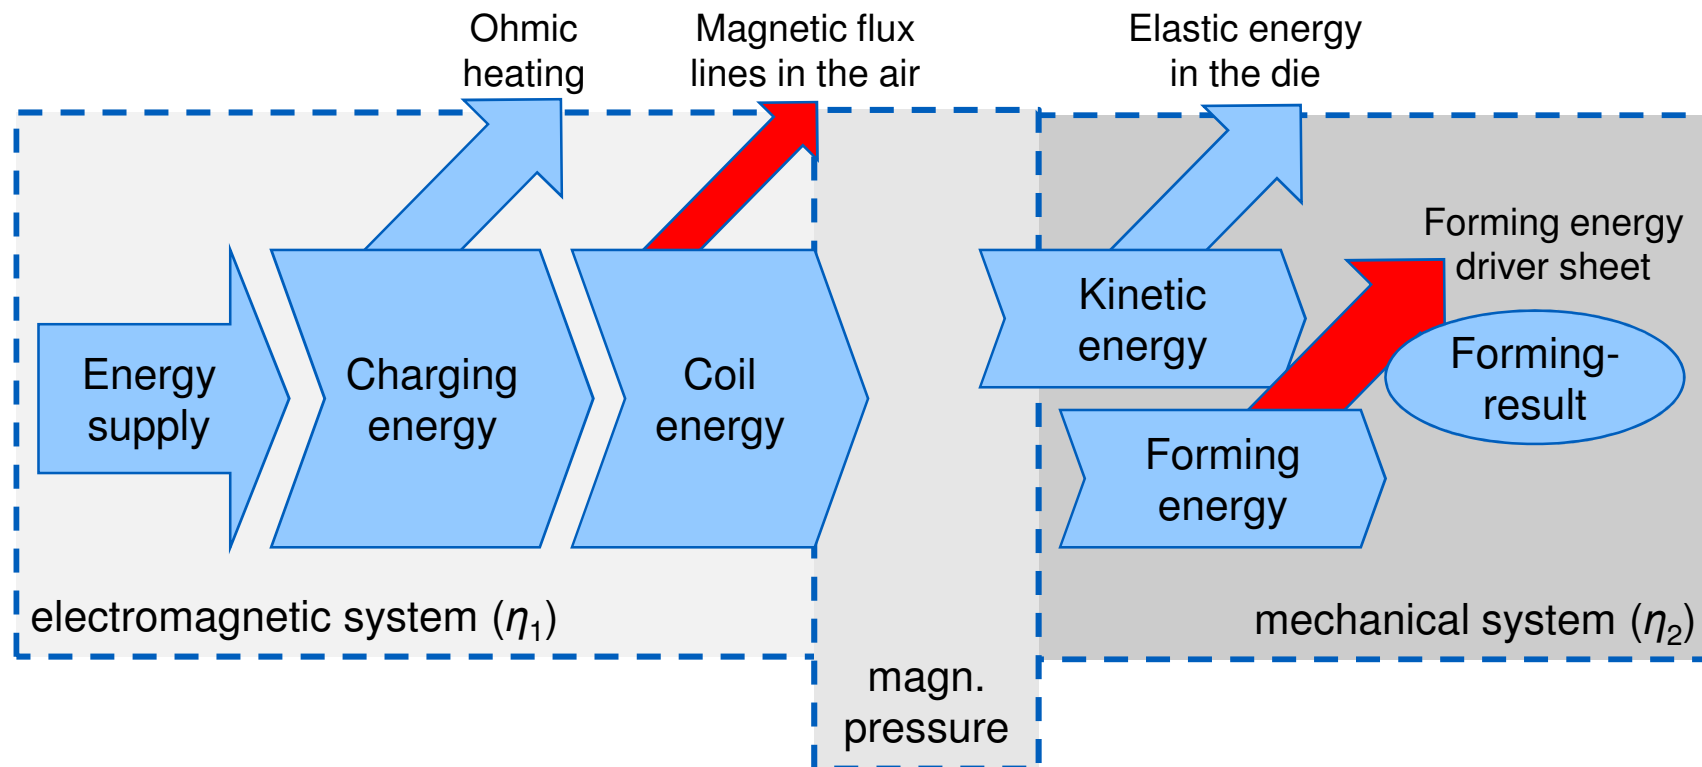 Ohmic
heating
Magnetic flux
lines in the air
Elastic energy
in the die
Forming energy
driver sheet
Energy
supply
Charging
energy
Coil
energy
Kinetic
energy
Forming
energy
Forming-
result
electromagnetic system (η₁)
magn.
pressure
mechanical system (η₂)